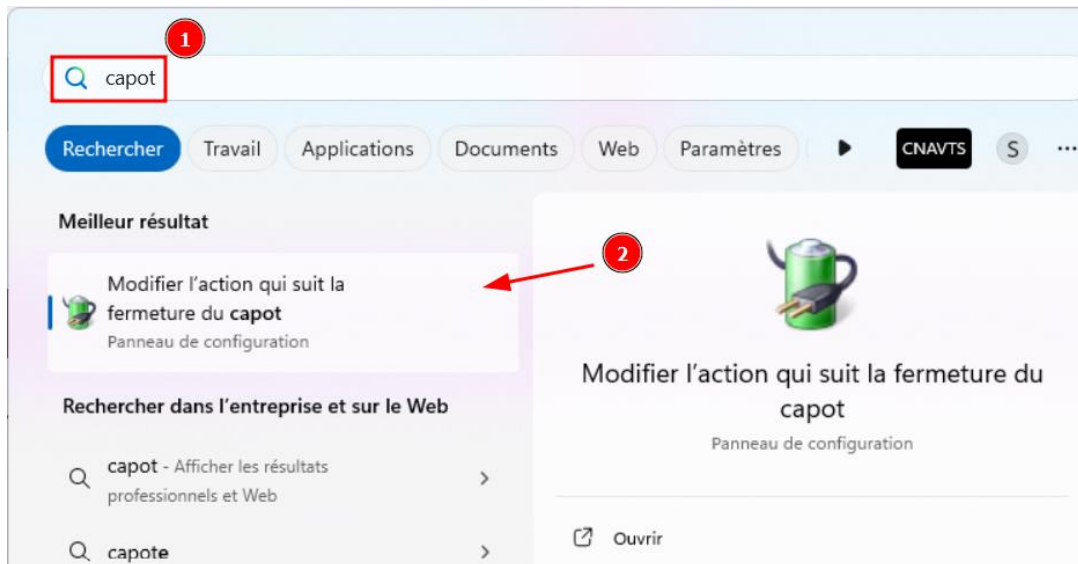 1
capot
Rechercher Travail Applications Documents Web Paramètres CNAVTS S ...
Meilleur résultat
Modifier l'action qui suit la
fermeture du capot
Panneau de configuration
2
Modifier l'action qui suit la fermeture du
capot
Panneau de configuration
Rechercher dans l'entreprise et sur le Web
capot - Afficher les résultats
professionnels et Web
capote
Ouvrir